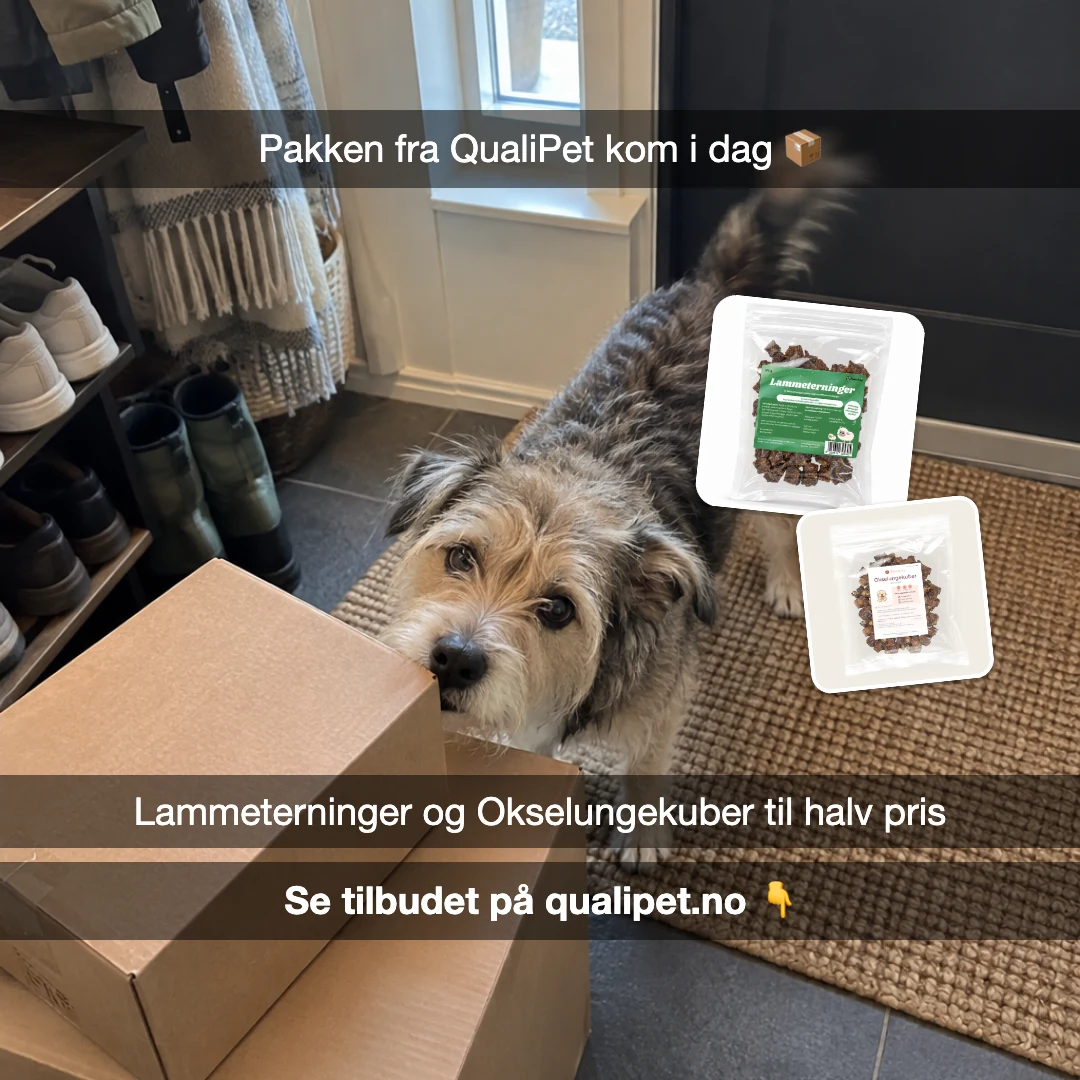 Pakken fra QualiPet kom i dag 📦
Lammeterninger
Okselungekuber
Lammeterninger og Okselungekuber til halv pris
Se tilbudet på qualipet.no 👇